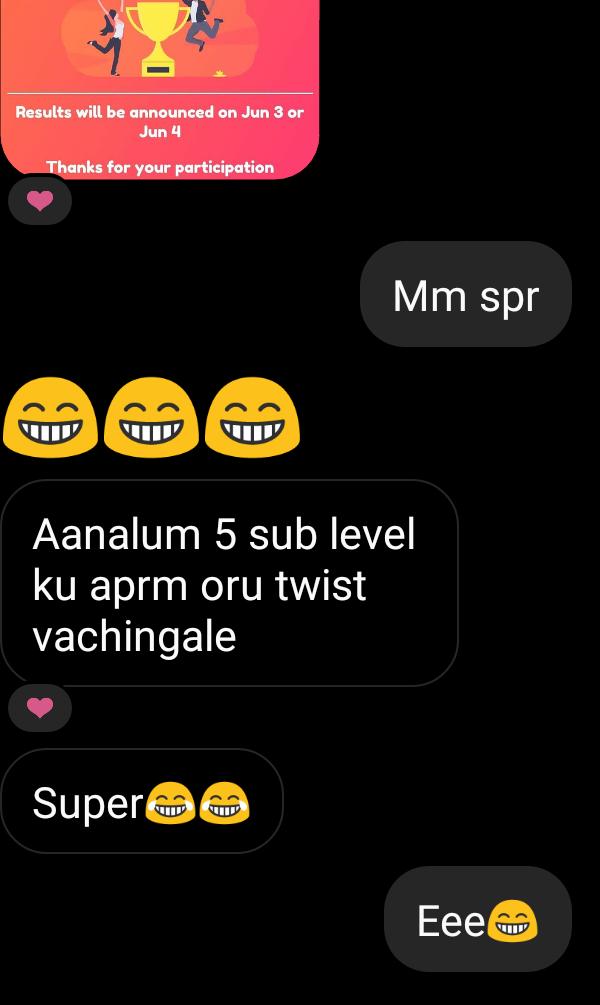 Results will be announced on Jun 3 or
Jun 4
Thanks for your participation
Mm spr
😁😁😁
Aanalum 5 sub level
ku aprm oru twist
vachingale
Super😂😂
Eee😁